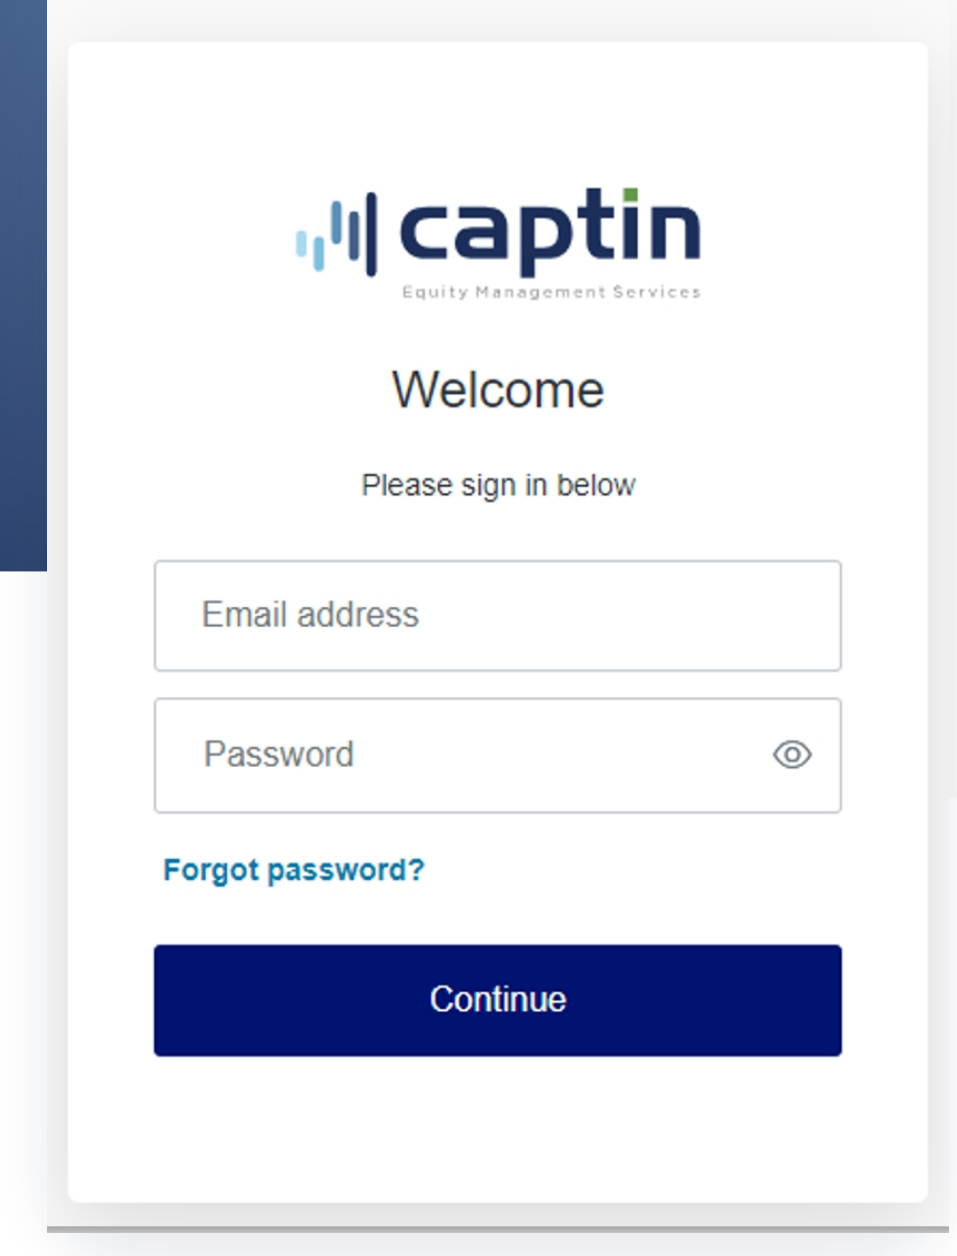 captin
Equity Management Services
Welcome
Please sign in below
Email address
Password
Forgot password?
Continue